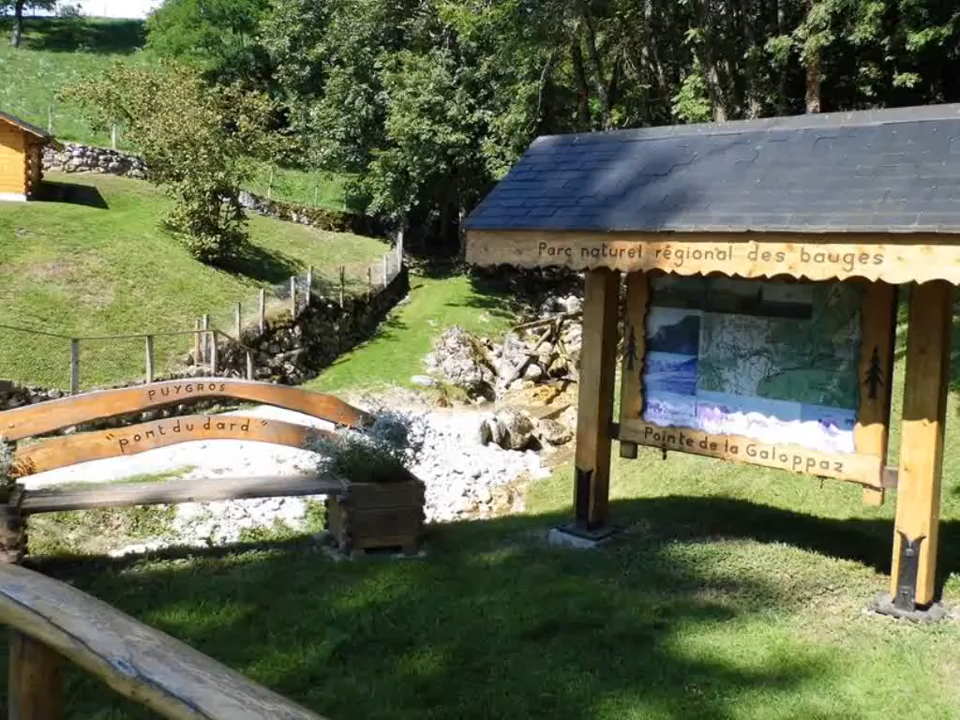 PUYGROS
"pont du dard"
Parc naturel régional des bauges
Pointe de la Galoppaz